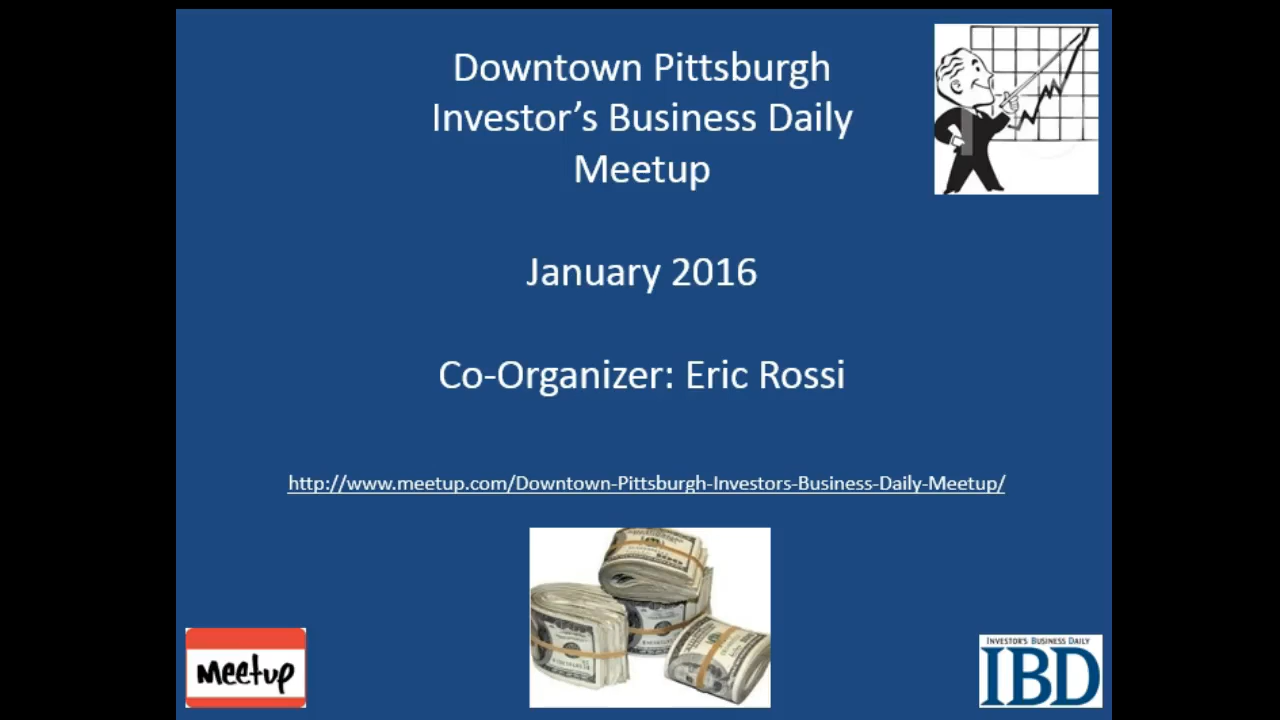 Downtown Pittsburgh
Investor’s Business Daily
Meetup
January 2016
Co-Organizer: Eric Rossi
http://www.meetup.com/Downtown-Pittsburgh-Investors-Business-Daily-Meetup/
Meetup
INVESTOR'S BUSINESS DAILY
IBD